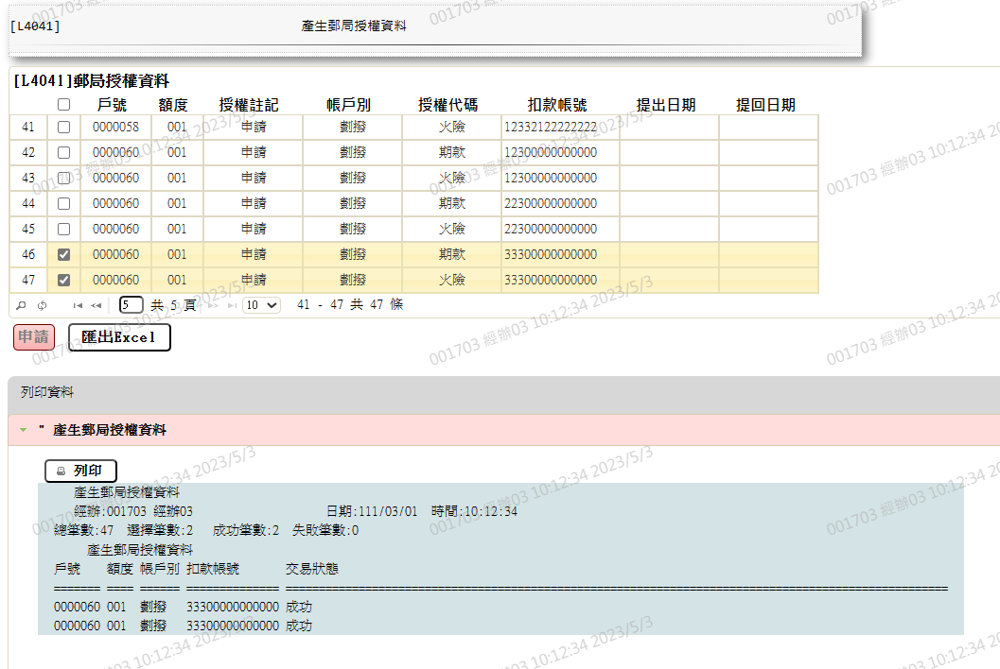 [L4041] 產生郵局授權資料
[L4041]郵局授權資料
戶號 額度 授權註記 帳戶別 授權代碼 扣款帳號 提出日期 提回日期
41 0000058 001 申請 劃撥 火險 12332122222222
42 0000060 001 申請 劃撥 期款 12300000000000
43 0000060 001 申請 劃撥 火險 12300000000000
44 0000060 001 申請 劃撥 期款 22300000000000
45 0000060 001 申請 劃撥 火險 22300000000000
46 0000060 001 申請 劃撥 期款 33300000000000
47 0000060 001 申請 劃撥 火險 33300000000000
5 共 5 頁 10 41 - 47 共 47 條
申請 匯出Excel
列印資料
" 產生郵局授權資料
列印
產生郵局授權資料
經辦:001703 經辦03 日期:111/03/01 時間:10:12:34
總筆數:47 選擇筆數:2 成功筆數:2 失敗筆數:0
產生郵局授權資料
戶號 額度 帳戶別 扣款帳號 交易狀態
======= ==== ====== ============== ====================================================================================================
0000060 001 劃撥 33300000000000 成功
0000060 001 劃撥 33300000000000 成功
001703 經辦03 10:12:34 2023/5/3